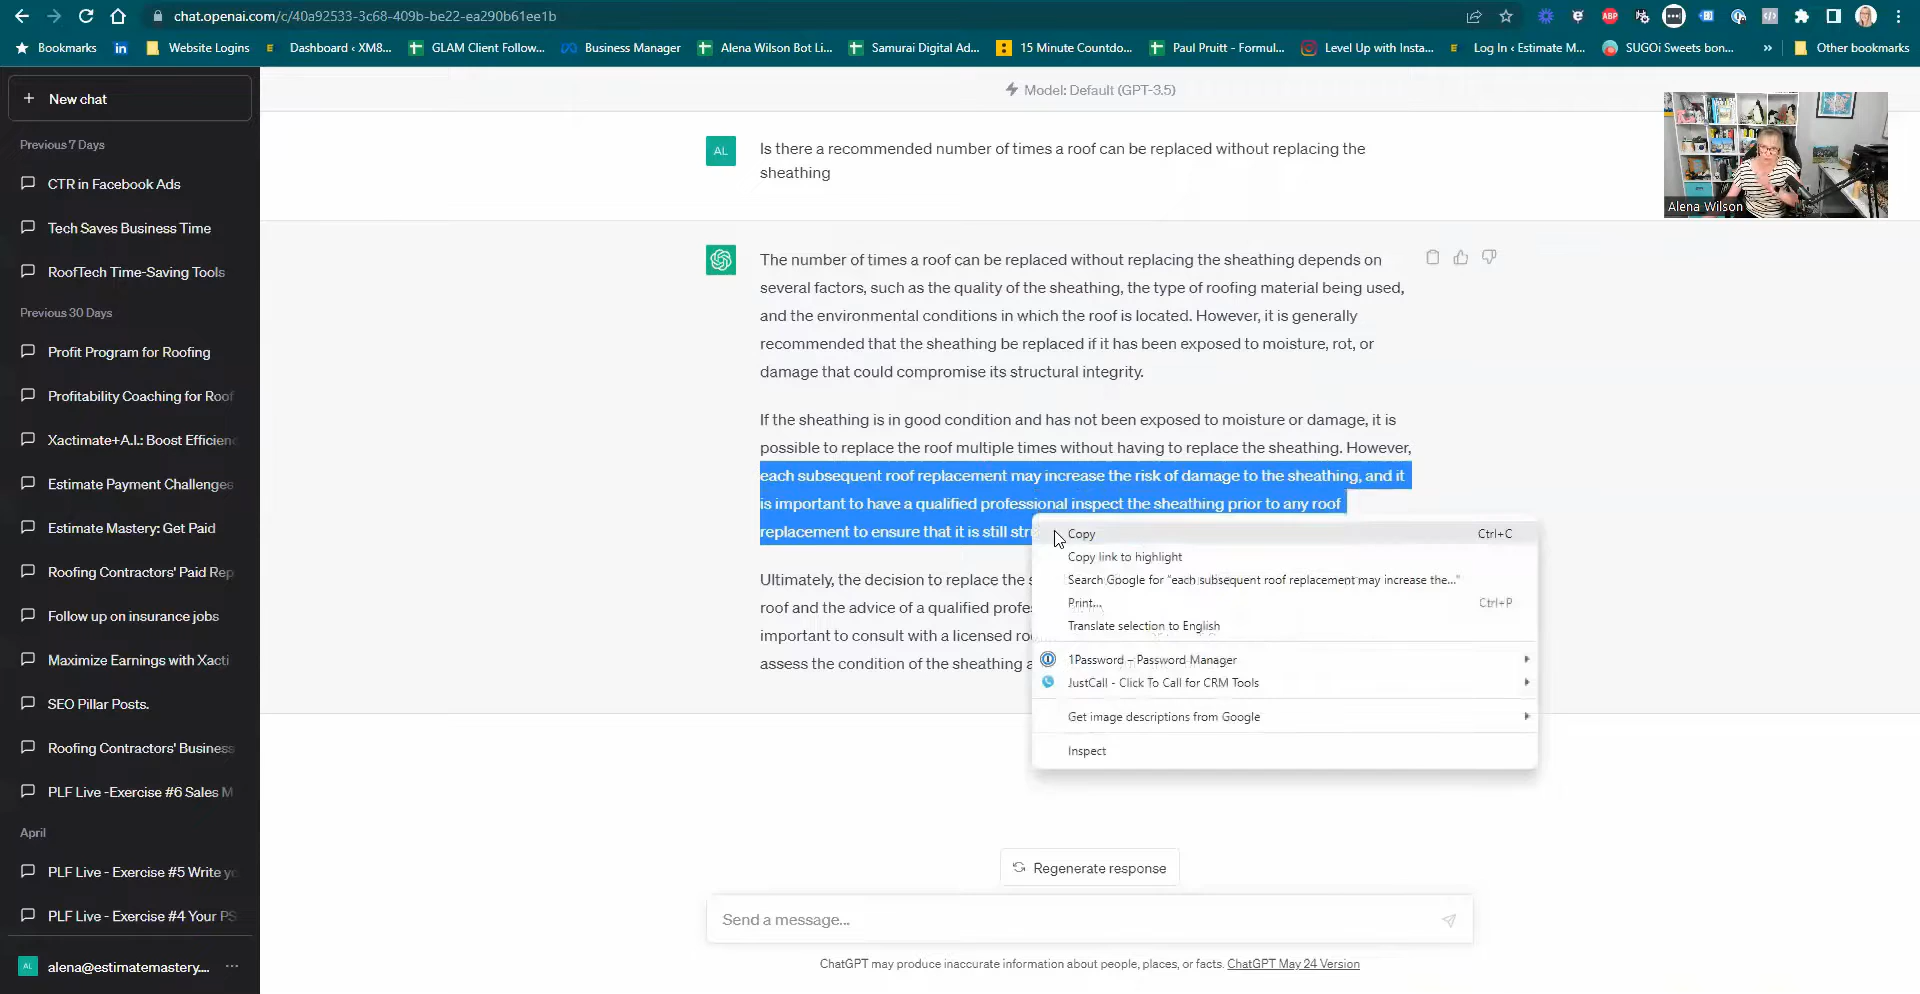 chat.openai.com/c/40a92533-3c68-409b-be22-ea290b61ee1b
Bookmarks
Website Logins
Dashboard ‹ XM8...
GLAM Client Follow...
Business Manager
Alena Wilson Bot Li...
Samurai Digital Ad...
15 Minute Countdo...
Paul Pruitt - Formul...
Level Up with Insta...
Log In ‹ Estimate M...
SUGOi Sweets bon...
»
Other bookmarks
+ New chat
Previous 7 Days
CTR in Facebook Ads
Tech Saves Business Time
RoofTech Time-Saving Tools
Previous 30 Days
Profit Program for Roofing
Profitability Coaching for Roof
Xactimate+A.I.: Boost Efficienc
Estimate Payment Challenges
Estimate Mastery: Get Paid
Roofing Contractors' Paid Rep
Follow up on insurance jobs
Maximize Earnings with Xacti
SEO Pillar Posts.
Roofing Contractors' Business
PLF Live -Exercise #6 Sales M
April
PLF Live - Exercise #5 Write yo
PLF Live - Exercise #4 Your PS
AL
alena@estimatemastery....
Model: Default (GPT-3.5)
Alena Wilson
AL
Is there a recommended number of times a roof can be replaced without replacing the
sheathing
The number of times a roof can be replaced without replacing the sheathing depends on
several factors, such as the quality of the sheathing, the type of roofing material being used,
and the environmental conditions in which the roof is located. However, it is generally
recommended that the sheathing be replaced if it has been exposed to moisture, rot, or
damage that could compromise its structural integrity.
If the sheathing is in good condition and has not been exposed to moisture or damage, it is
possible to replace the roof multiple times without having to replace the sheathing. However,
each subsequent roof replacement may increase the risk of damage to the sheathing, and it
is important to have a qualified professional inspect the sheathing prior to any roof
replacement to ensure that it is still stru
Ultimately, the decision to replace the s
roof and the advice of a qualified profe
important to consult with a licensed ro
assess the condition of the sheathing a
Copy Ctrl+C
Copy link to highlight
Search Google for "each subsequent roof replacement may increase the..."
Print... Ctrl+P
Translate selection to English
1Password – Password Manager
JustCall - Click To Call for CRM Tools
Get image descriptions from Google
Inspect
Regenerate response
Send a message...
ChatGPT may produce inaccurate information about people, places, or facts. ChatGPT May 24 Version